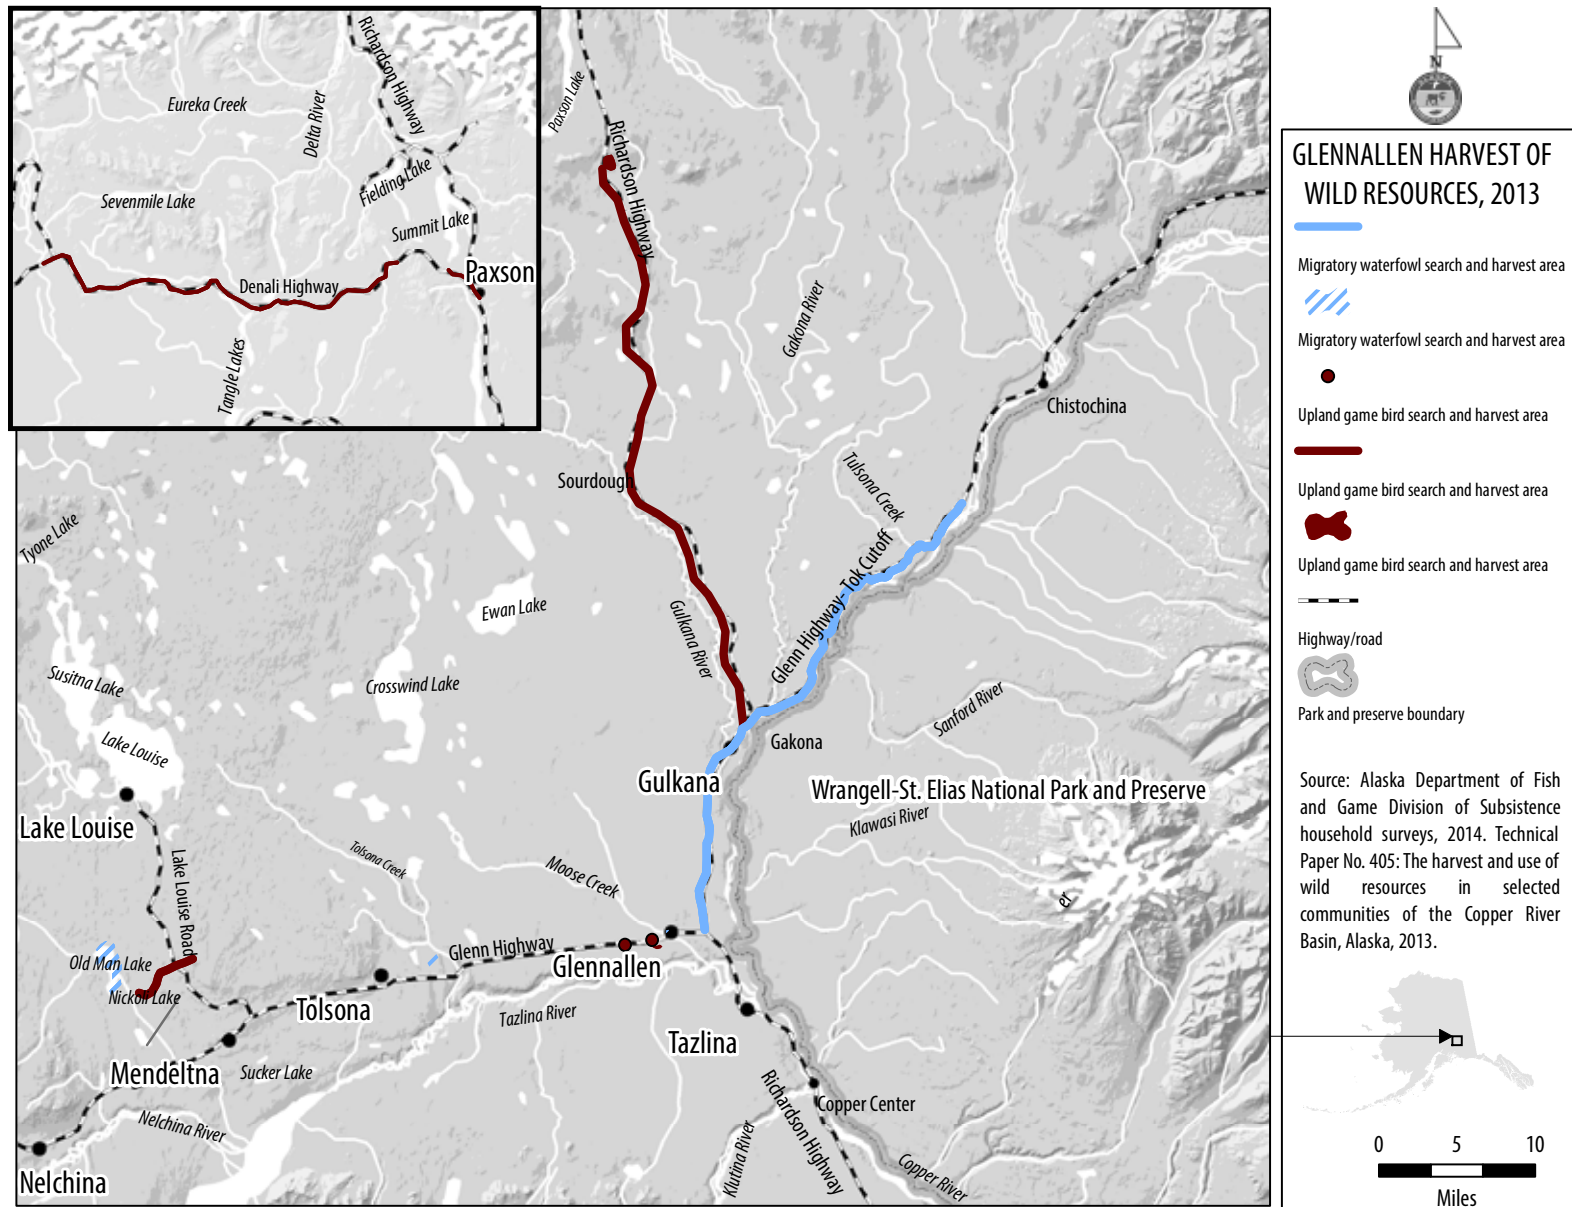 Richardson Highway
Eureka Creek
Delta River
Fielding Lake
Sevenmile Lake
Summit Lake
Paxson
Denali Highway
Tangle Lakes
Paxson Lake
Richardson Highway
Gakona River
Chistochina
Tulsona Creek
Sourdough
Tyone Lake
Glenn Highway- Tok Cutoff
Ewan Lake
Gulkana River
Susitna Lake
Crosswind Lake
Sanford River
Lake Louise
Gakona
Gulkana
Wrangell-St. Elias National Park and Preserve
Klawasi River
Lake Louise
Lake Louise Road
Tolsona Creek
Moose Creek
er
Glenn Highway
Old Man Lake
Glennallen
Nickoli Lake
Tolsona
Tazlina River
Tazlina
Mendeltna
Sucker Lake
Richardson Highway
Copper Center
Nelchina River
Klutina River
Copper River
Nelchina
N
GLENNALLEN HARVEST OF
WILD RESOURCES, 2013
Migratory waterfowl search and harvest area
Migratory waterfowl search and harvest area
Upland game bird search and harvest area
Upland game bird search and harvest area
Upland game bird search and harvest area
Highway/road
Park and preserve boundary
Source: Alaska Department of Fish
and Game Division of Subsistence
household surveys, 2014. Technical
Paper No. 405: The harvest and use of
wild resources in selected
communities of the Copper River
Basin, Alaska, 2013.
0 5 10
Miles